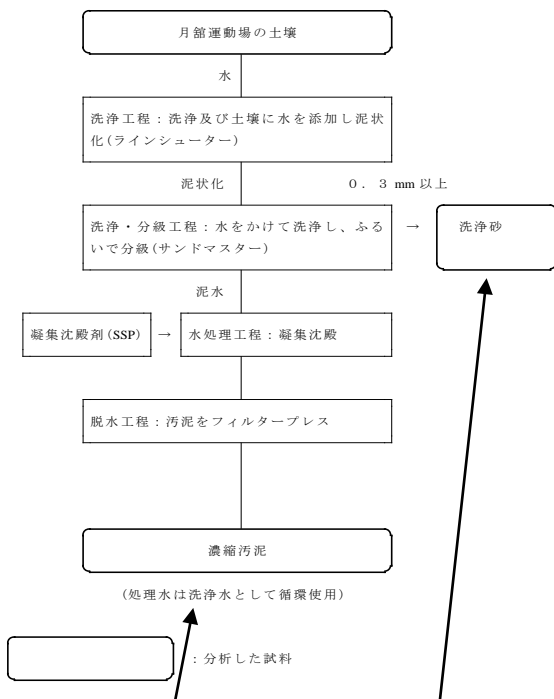 月舘運動場の土壌
水
洗浄工程：洗浄及び土壌に水を添加し泥状
化(ラインシューター)
泥状化
０．３ mm 以上
洗浄・分級工程：水をかけて洗浄し、ふる
いで分級(サンドマスター)
→
洗浄砂
泥水
凝集沈殿剤(SSP)
→
水処理工程：凝集沈殿
脱水工程：汚泥をフィルタープレス
濃縮汚泥
(処理水は洗浄水として循環使用)
：分析した試料